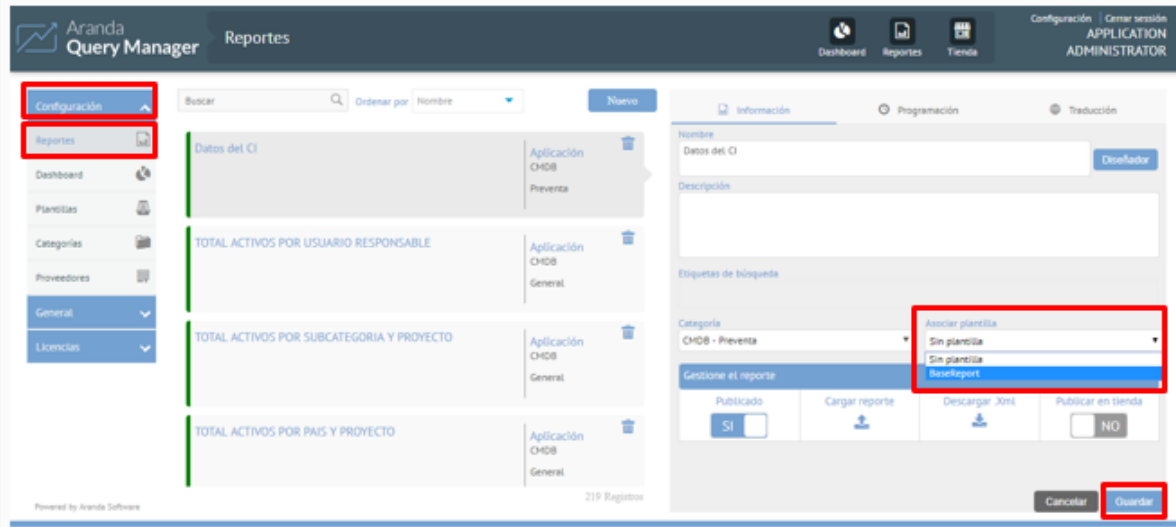 Aranda
Query Manager
Reportes
Dashboard
Reportes
Tienda
Configuración | Cerrar sessión
APPLICATION
ADMINISTRATOR
Configuración
Reportes
Dashboard
Plantillas
Categorías
Proveedores
General
Licencias
Powered by Aranda Software
Buscar
Ordenar por Nombre
Nuevo
Datos del CI
Aplicación
CMDB
Preventa
TOTAL ACTIVOS POR USUARIO RESPONSABLE
Aplicación
CMDB
General
TOTAL ACTIVOS POR SUBCATEGORIA Y PROYECTO
Aplicación
CMDB
General
TOTAL ACTIVOS POR PAIS Y PROYECTO
Aplicación
CMDB
General
219 Registros
Información
Programación
Traducción
Nombre
Datos del CI
Diseñador
Descripción
Etiquetas de búsqueda
Categoría
CMDB - Preventa
Asociar plantilla
Sin plantilla
Sin plantilla
BaseReport
Gestione el reporte
Publicado
Cargar reporte
Descargar .Xml
Publicar en tienda
SI
NO
Cancelar
Guardar